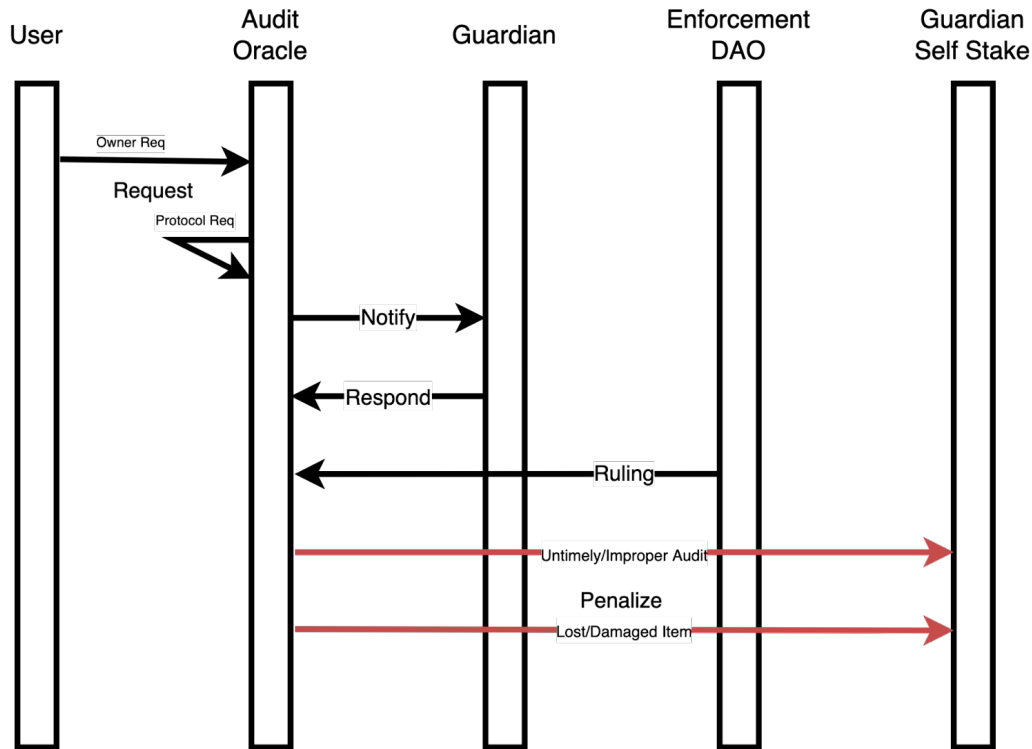 User
Audit
Oracle
Guardian
Enforcement
DAO
Guardian
Self Stake
Owner Req
Request
Protocol Req
Notify
Respond
Ruling
Untimely/Improper Audit
Penalize
Lost/Damaged Item